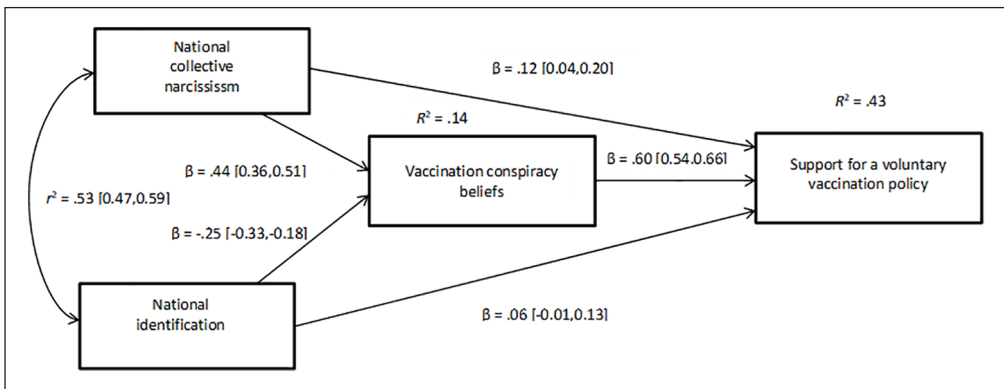 National
collective
narcississm
β = .12 [0.04,0.20]
R² = .43
R² = .14
Vaccination conspiracy
beliefs
β = .60 [0.54.0.66]
Support for a voluntary
vaccination policy
β = .44 [0.36,0.51]
r² = .53 [0.47,0.59]
β = -.25 [-0.33,-0.18]
National
identification
β = .06 [-0.01,0.13]